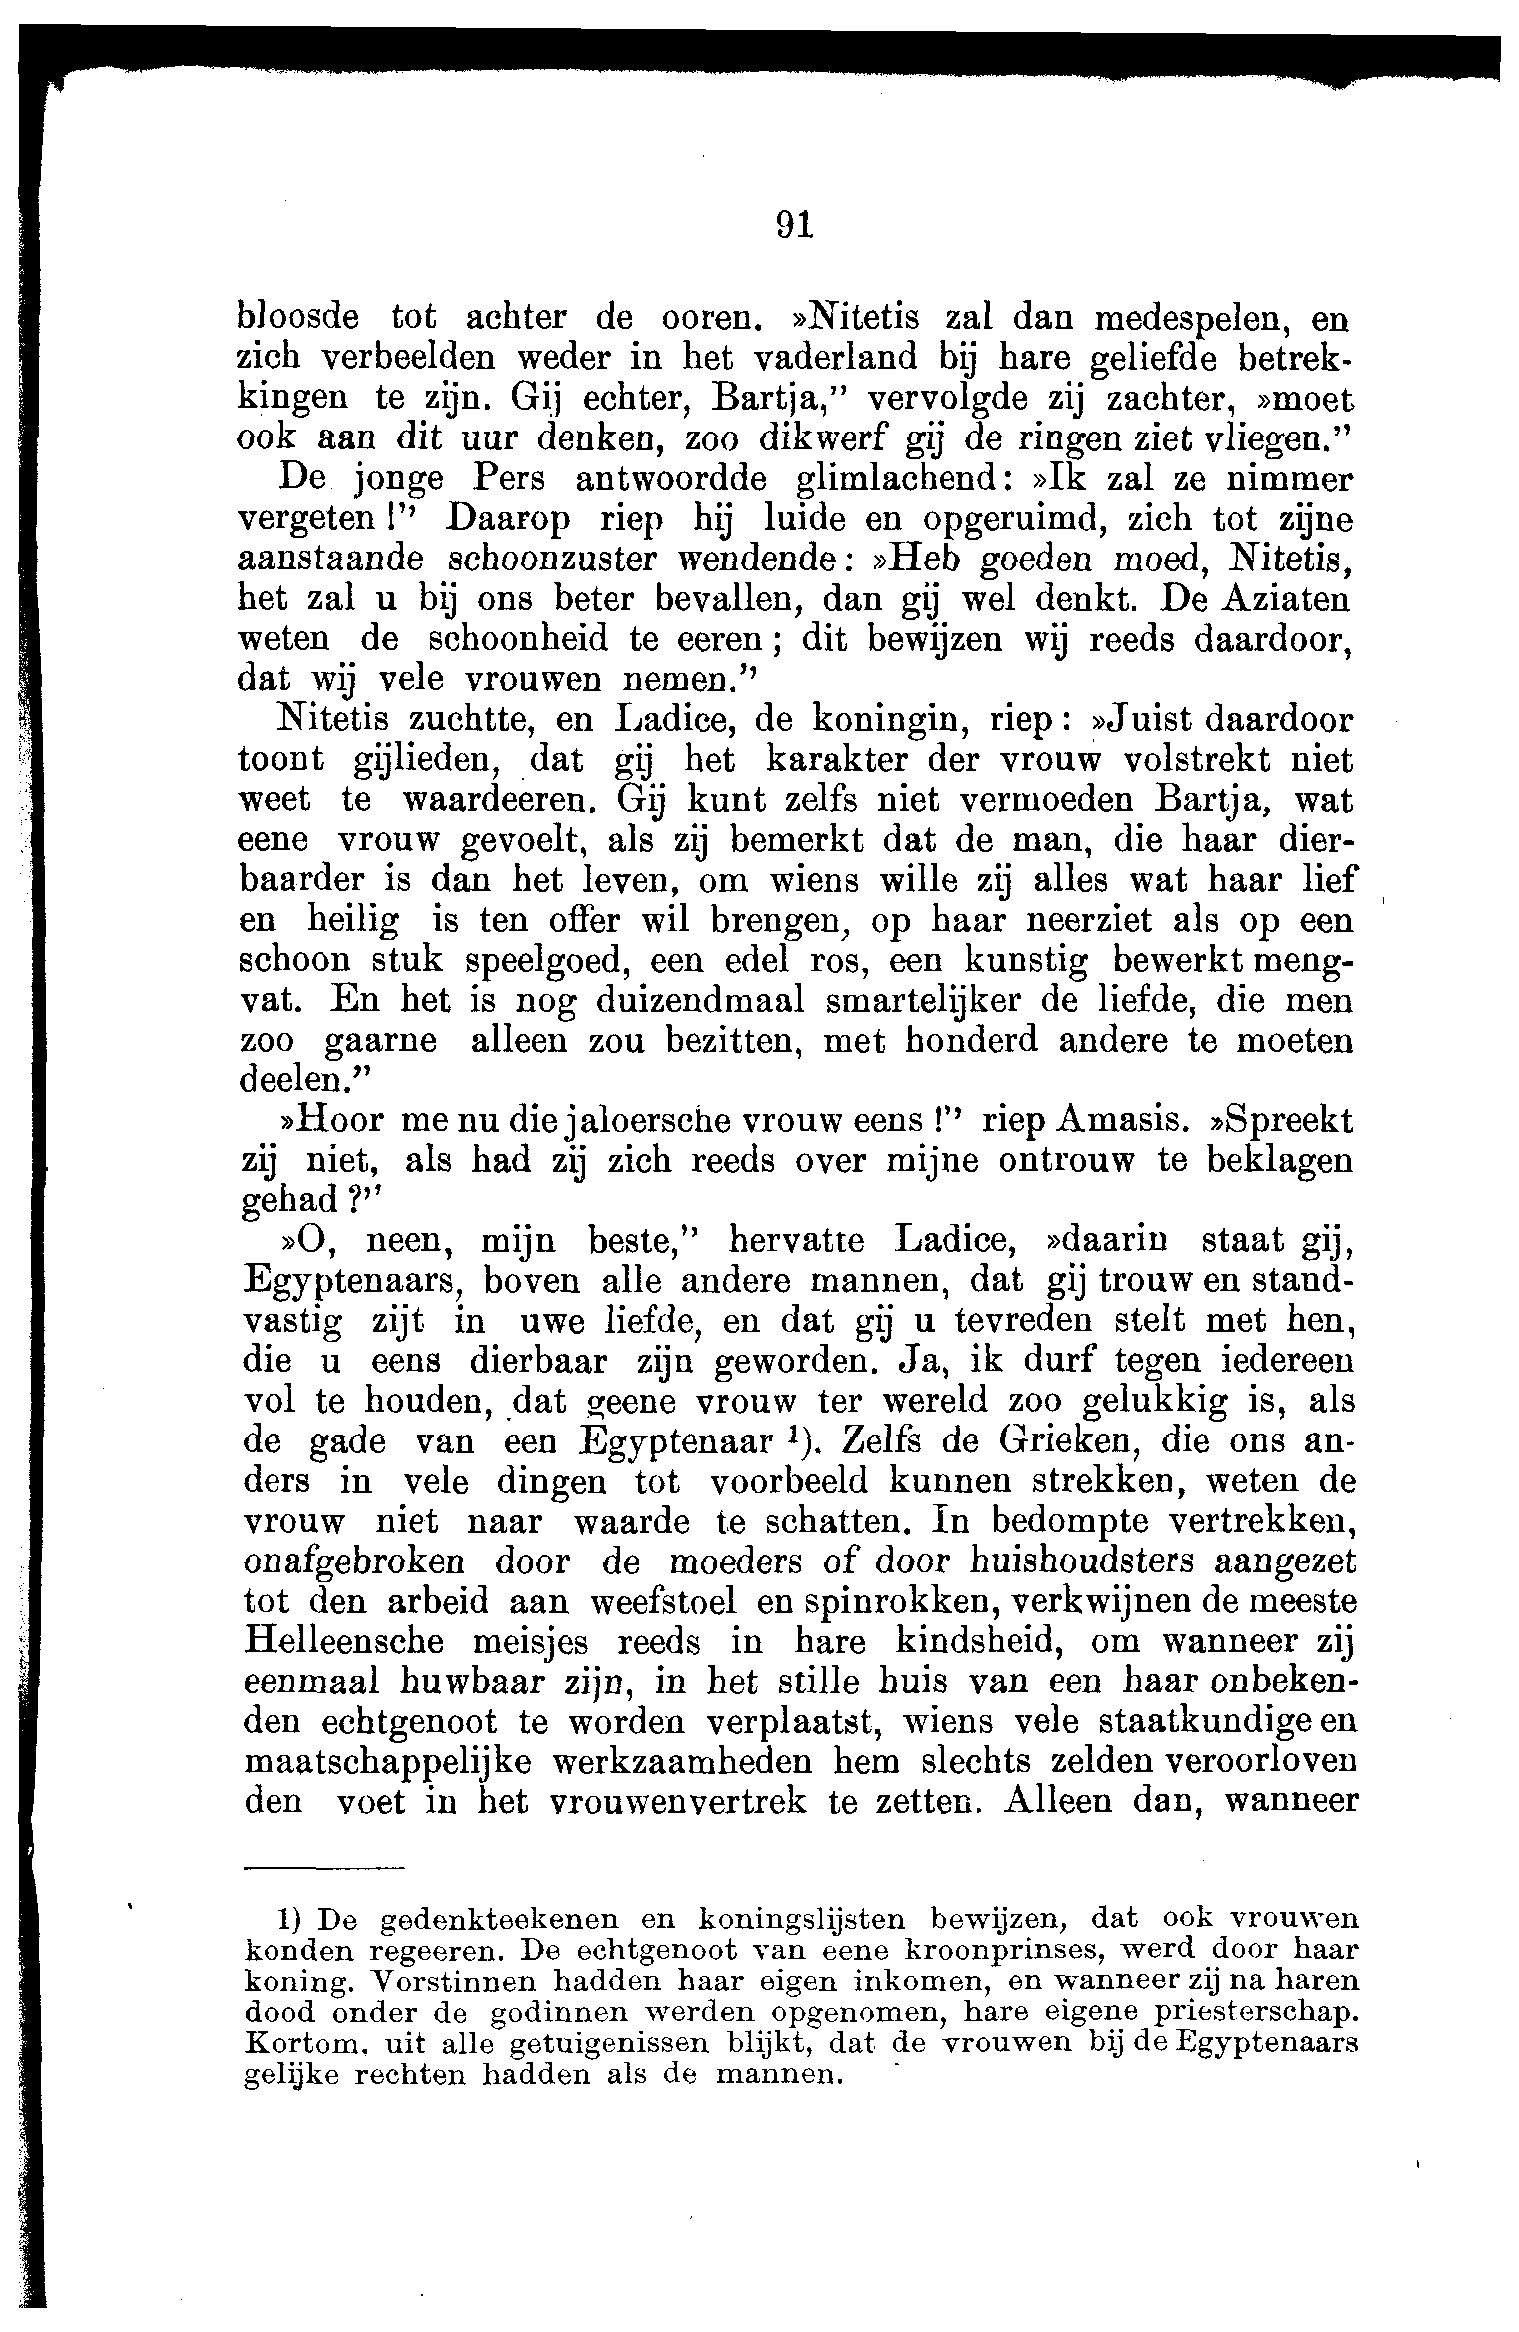 91
bloosde tot achter de ooren. »Nitetis zal dan medespelen, en
zich verbeelden weder in het vaderland bij hare geliefde betrek-
kingen te zijn. Gij echter, Bartja,” vervolgde zij zachter, »moet
ook aan dit uur denken, zoo dikwerf gij de ringen ziet vliegen.”
De jonge Pers antwoordde glimlachend: »Ik zal ze nimmer
vergeten!” Daarop riep hij luide en opgeruimd, zich tot zijne
aanstaande schoonzuster wendende: »Heb goeden moed, Nitetis,
het zal u bij ons beter bevallen, dan gij wel denkt. De Aziaten
weten de schoonheid te eeren; dit bewijzen wij reeds daardoor,
dat wij vele vrouwen nemen.”
Nitetis zuchtte, en Ladice, de koningin, riep: »Juist daardoor
toont gijlieden, dat gij het karakter der vrouw volstrekt niet
weet te waardeeren. Gij kunt zelfs niet vermoeden Bartja, wat
eene vrouw gevoelt, als zij bemerkt dat de man, die haar dier-
baarder is dan het leven, om wiens wille zij alles wat haar lief
en heilig is ten offer wil brengen, op haar neerziet als op een
schoon stuk speelgoed, een edel ros, een kunstig bewerkt meng-
vat. En het is nog duizendmaal smartelijker de liefde, die men
zoo gaarne alleen zou bezitten, met honderd andere te moeten
deelen.”
»Hoor me nu die jaloersche vrouw eens!” riep Amasis. »Spreekt
zij niet, als had zij zich reeds over mijne ontrouw te beklagen
gehad?”
»O, neen, mijn beste,” hervatte Ladice, »daarin staat gij,
Egyptenaars, boven alle andere mannen, dat gij trouw en stand-
vastig zijt in uwe liefde, en dat gij u tevreden stelt met hen,
die u eens dierbaar zijn geworden. Ja, ik durf tegen iedereen
vol te houden, dat geene vrouw ter wereld zoo gelukkig is, als
de gade van een Egyptenaar ¹). Zelfs de Grieken, die ons an-
ders in vele dingen tot voorbeeld kunnen strekken, weten de
vrouw niet naar waarde te schatten. In bedompte vertrekken,
onafgebroken door de moeders of door huishoudsters aangezet
tot den arbeid aan weefstoel en spinrokken, verkwijnen de meeste
Helleensche meisjes reeds in hare kindsheid, om wanneer zij
eenmaal huwbaar zijn, in het stille huis van een haar onbeken-
den echtgenoot te worden verplaatst, wiens vele staatkundige en
maatschappelijke werkzaamheden hem slechts zelden veroorloven
den voet in het vrouwenvertrek te zetten. Alleen dan, wanneer
1) De gedenkteekenen en koningslijsten bewijzen, dat ook vrouwen
konden regeeren. De echtgenoot van eene kroonprinses, werd door haar
koning. Vorstinnen hadden haar eigen inkomen, en wanneer zij na haren
dood onder de godinnen werden opgenomen, hare eigene priesterschap.
Kortom, uit alle getuigenissen blijkt, dat de vrouwen bij de Egyptenaars
gelijke rechten hadden als de mannen.